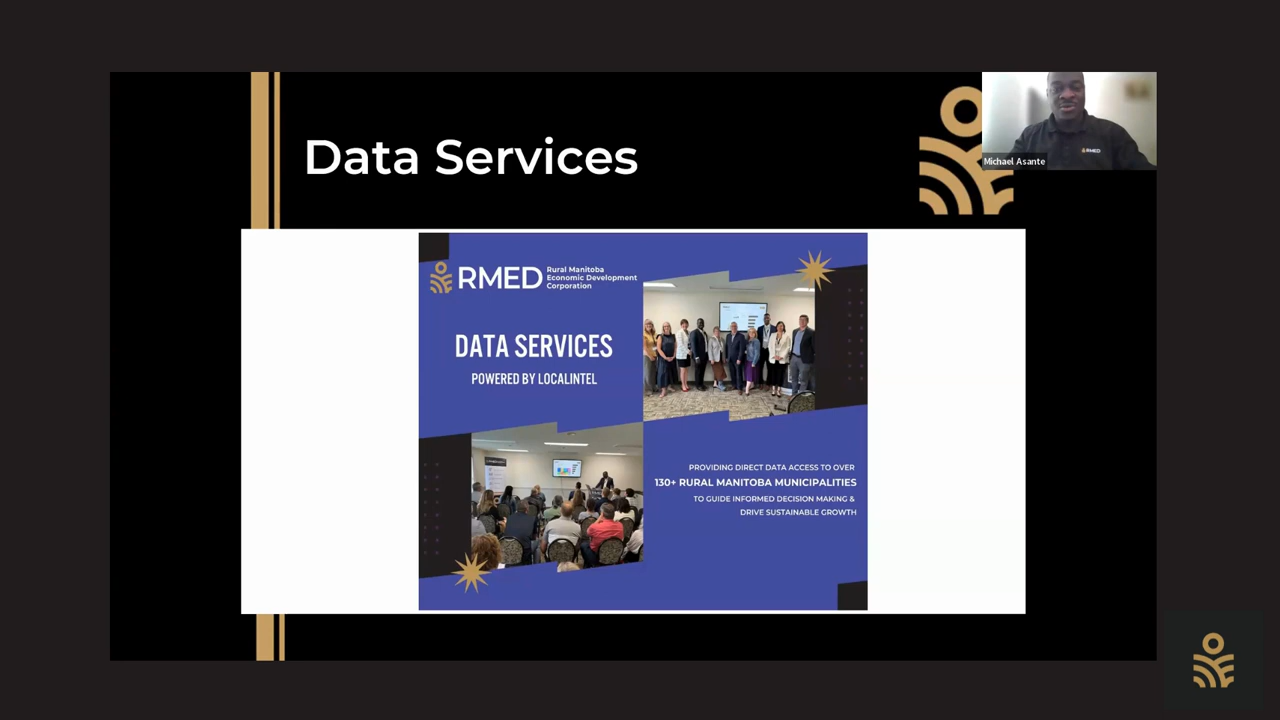 Data Services
Michael Asante
RMED
RMED
Rural Manitoba
Economic Development
Corporation
DATA SERVICES
POWERED BY LOCALINTEL
PROVIDING DIRECT DATA ACCESS TO OVER
130+ RURAL MANITOBA MUNICIPALITIES
TO GUIDE INFORMED DECISION MAKING &
DRIVE SUSTAINABLE GROWTH